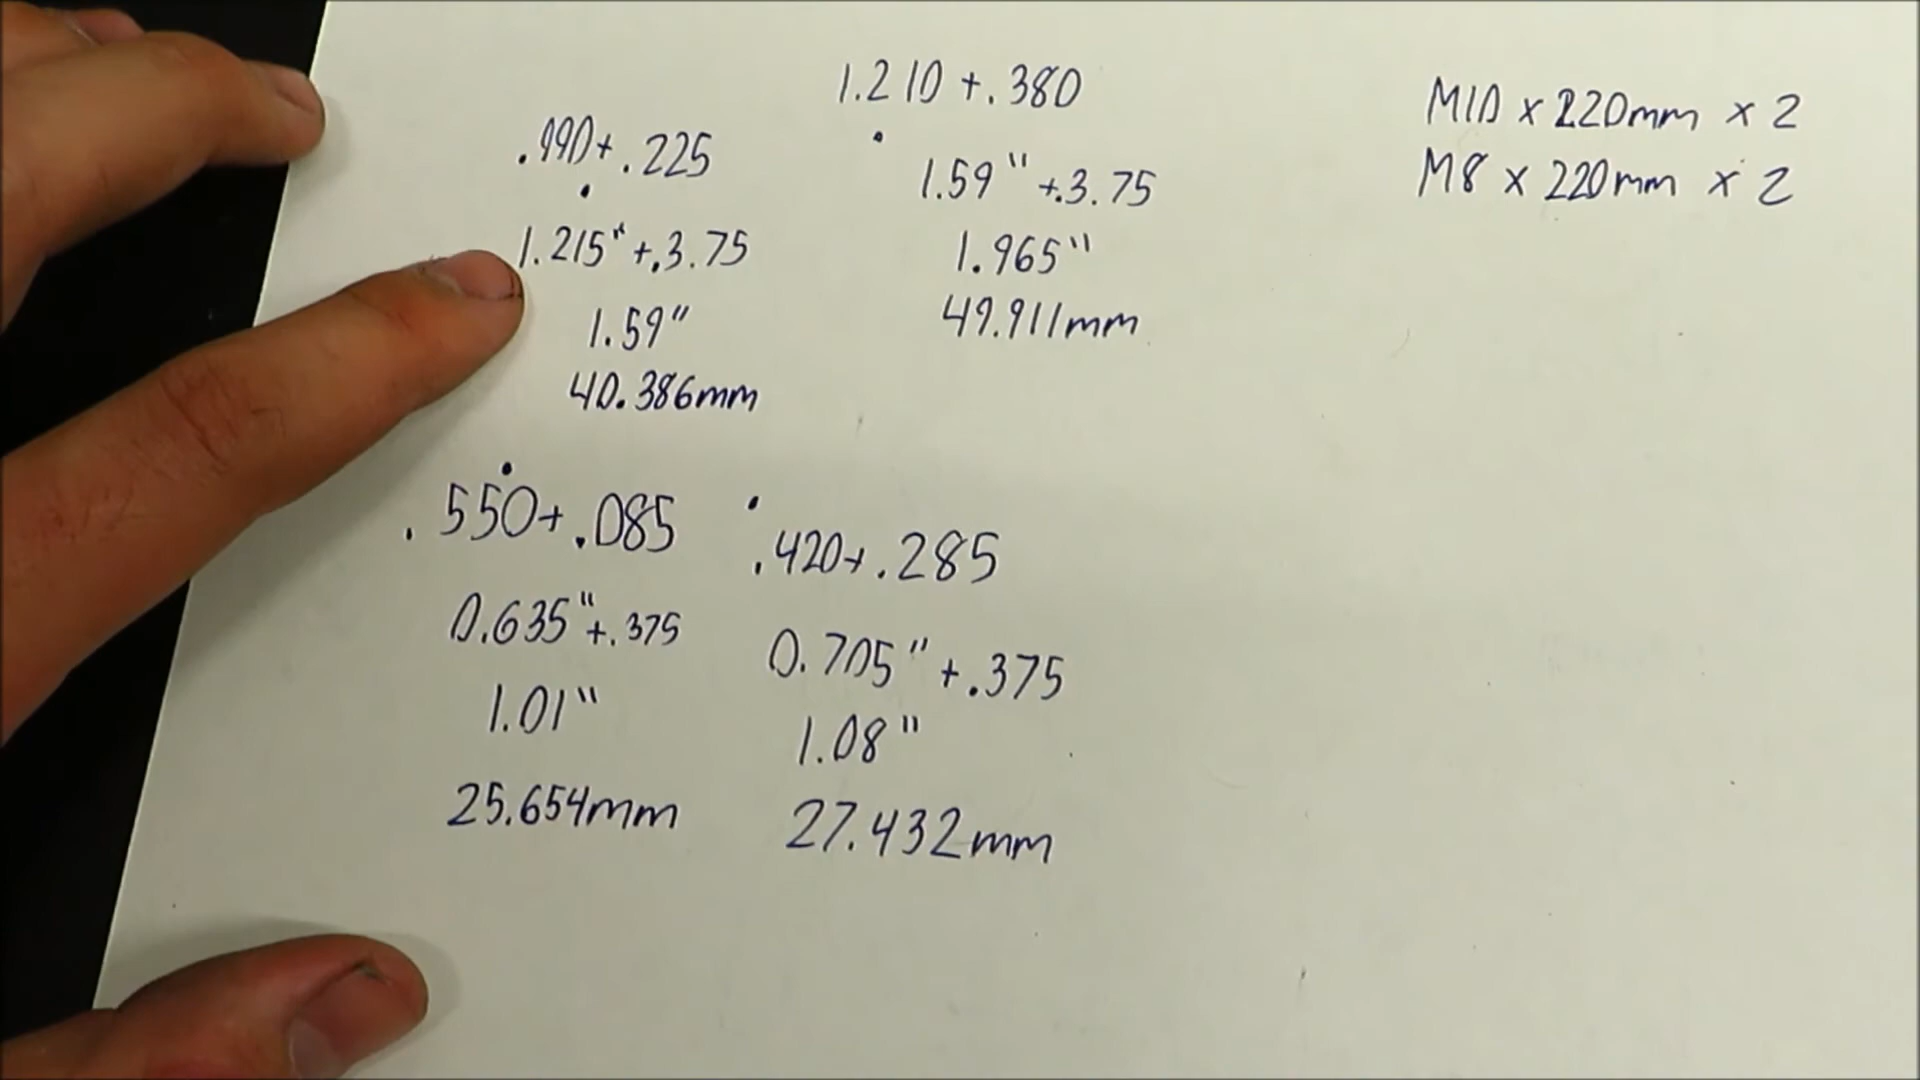 .990+.225
1.215"+.3.75
1.59"
40.386mm
1.210+.380
1.59"+.3.75
1.965"
49.911mm
M10 x 220mm x 2
M8 x 220mm x 2
.550+.085
0.635"+.375
1.01"
25.654mm
.420+.285
0.705"+.375
1.08"
27.432mm